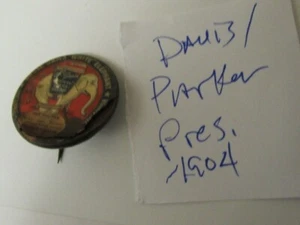 DAVIS/
Parker
Pres.
~1904